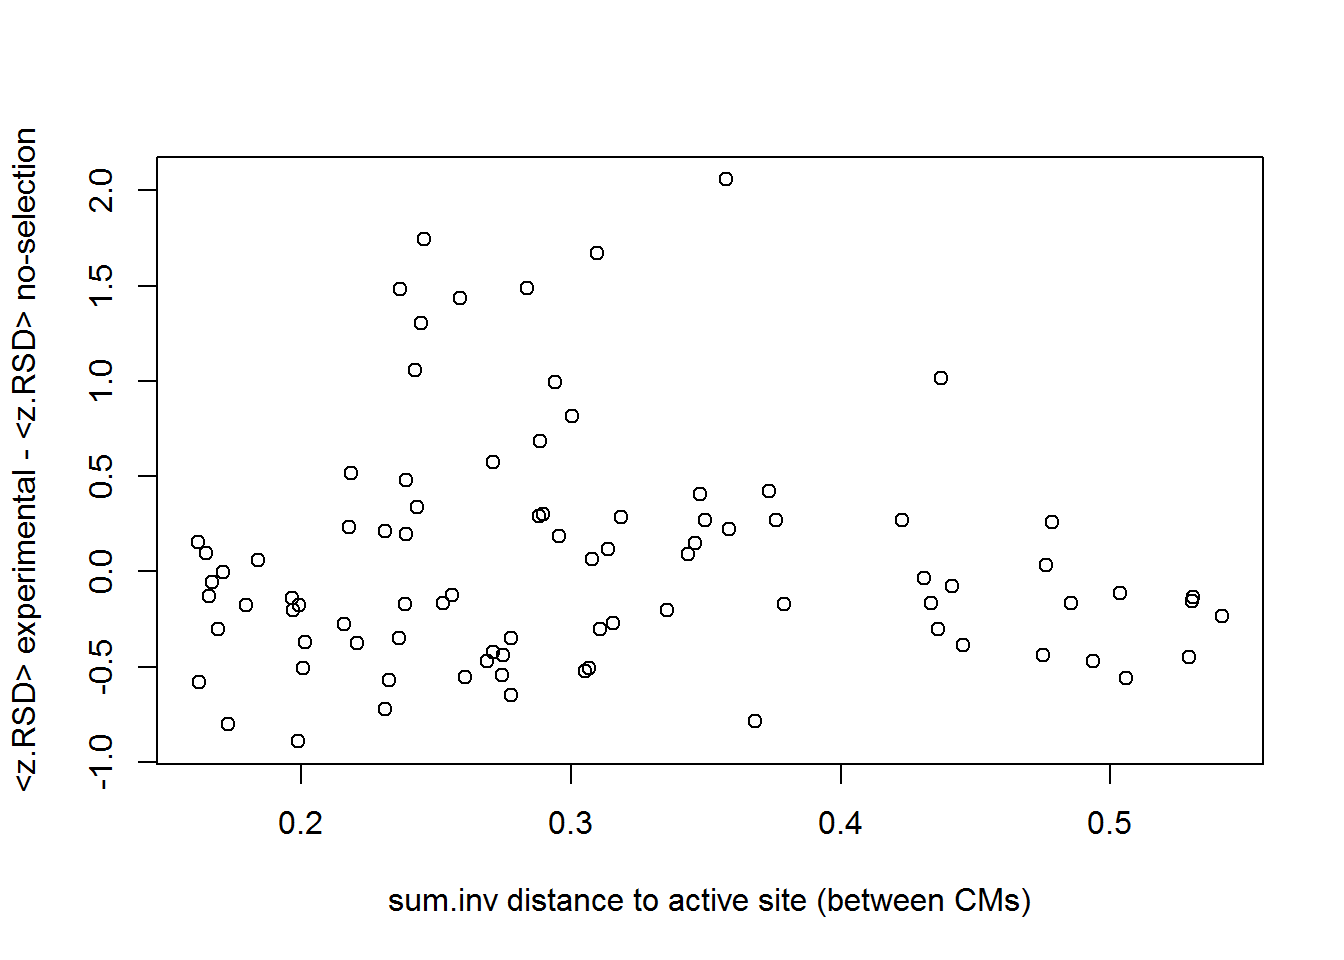 <z.RSD> experimental - <z.RSD> no-selection
2.0
1.5
1.0
0.5
0.0
-0.5
-1.0
0.2 0.3 0.4 0.5
sum.inv distance to active site (between CMs)